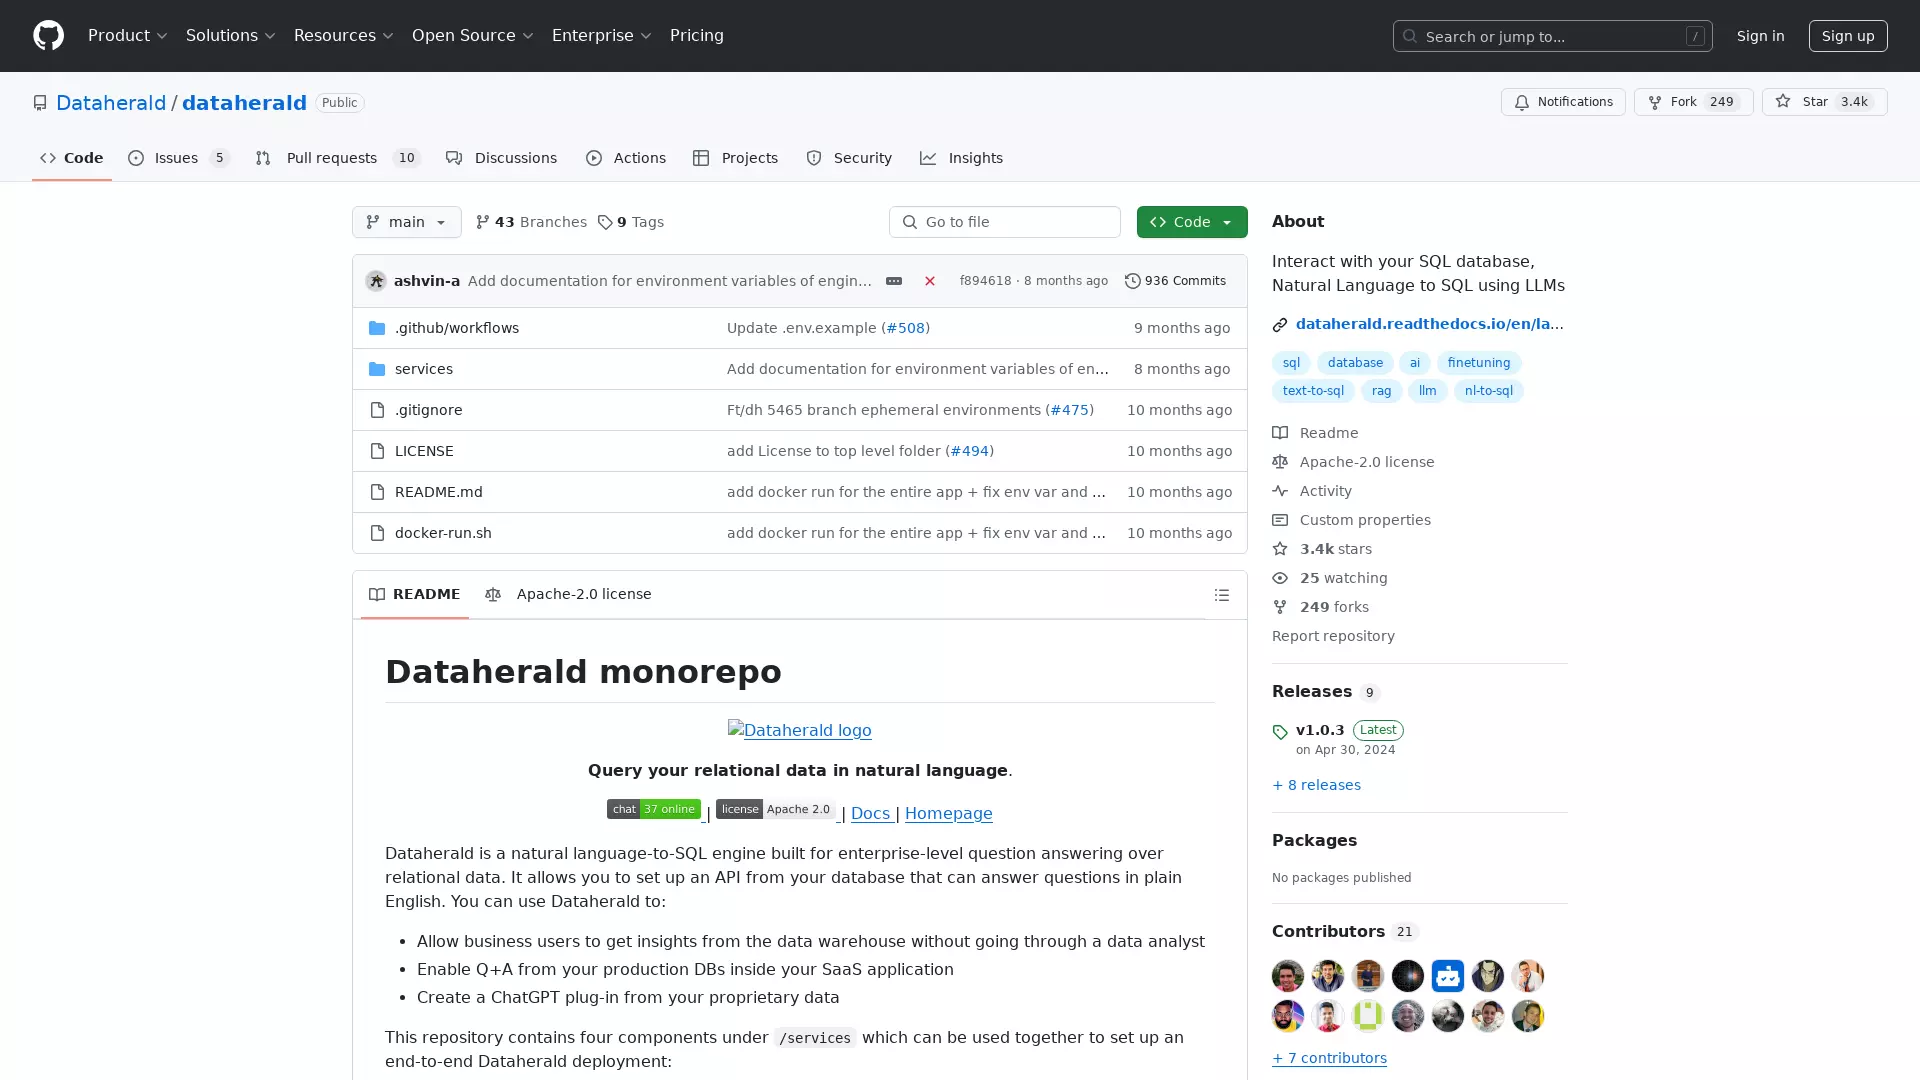 Product Solutions Resources Open Source Enterprise Pricing Search or jump to... / Sign in Sign up
Dataherald / dataherald Public Notifications Fork 249 Star 3.4k
Code Issues 5 Pull requests 10 Discussions Actions Projects Security Insights
main 43 Branches 9 Tags Go to file Code
ashvin-a Add documentation for environment variables of engin... f894618 · 8 months ago 936 Commits
.github/workflows Update .env.example (#508) 9 months ago
services Add documentation for environment variables of en... 8 months ago
.gitignore Ft/dh 5465 branch ephemeral environments (#475) 10 months ago
LICENSE add License to top level folder (#494) 10 months ago
README.md add docker run for the entire app + fix env var and ... 10 months ago
docker-run.sh add docker run for the entire app + fix env var and ... 10 months ago
README Apache-2.0 license
Dataherald monorepo
Dataherald logo
Query your relational data in natural language.
chat 37 online | license Apache 2.0 | Docs | Homepage
Dataherald is a natural language-to-SQL engine built for enterprise-level question answering over
relational data. It allows you to set up an API from your database that can answer questions in plain
English. You can use Dataherald to:
Allow business users to get insights from the data warehouse without going through a data analyst
Enable Q+A from your production DBs inside your SaaS application
Create a ChatGPT plug-in from your proprietary data
This repository contains four components under /services which can be used together to set up an
end-to-end Dataherald deployment:
About
Interact with your SQL database,
Natural Language to SQL using LLMs
dataherald.readthedocs.io/en/la...
sql database ai finetuning
text-to-sql rag llm nl-to-sql
Readme
Apache-2.0 license
Activity
Custom properties
3.4k stars
25 watching
249 forks
Report repository
Releases 9
v1.0.3 Latest
on Apr 30, 2024
+ 8 releases
Packages
No packages published
Contributors 21
+ 7 contributors